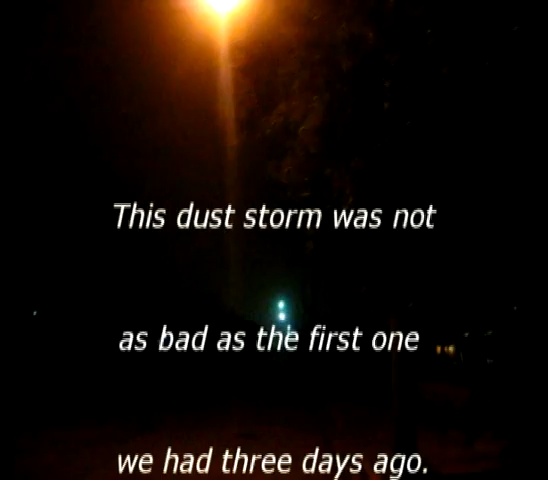 This dust storm was not
as bad as the first one
we had three days ago.